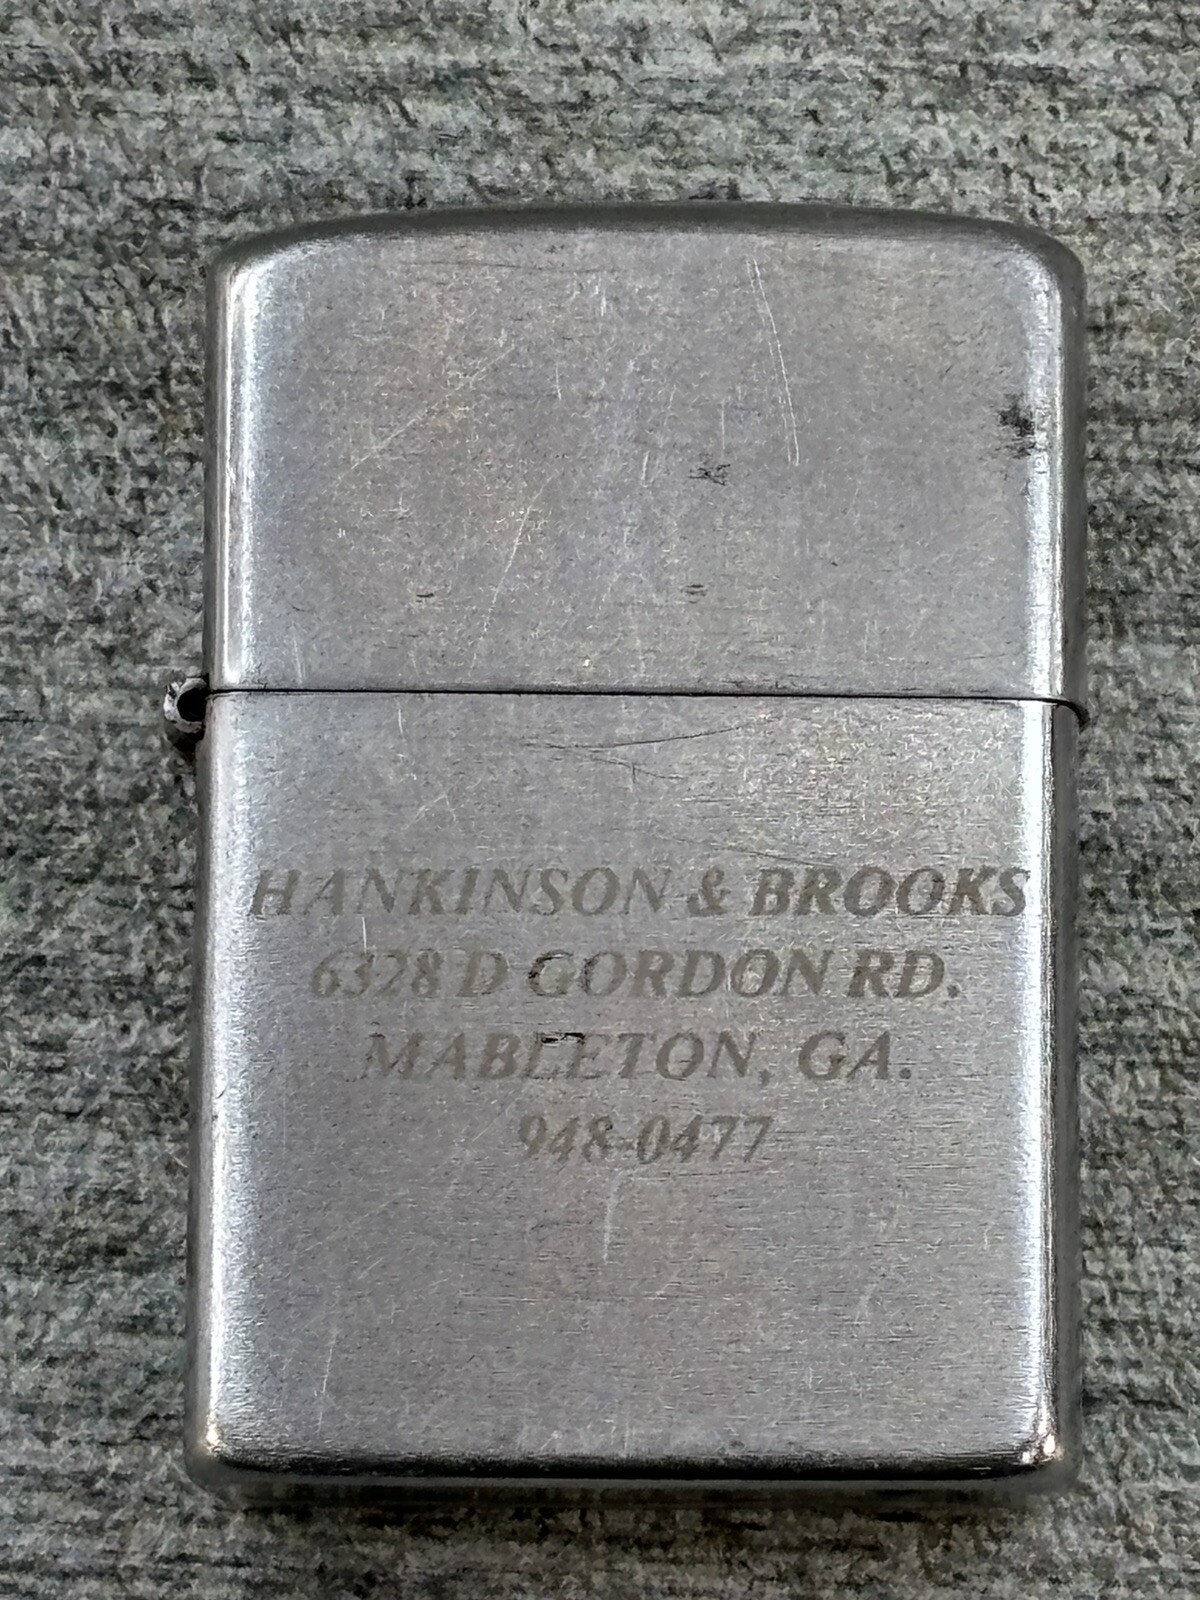 HANKINSON & BROOKS
6328 D GORDON RD.
MABLETON, GA.
948-0477